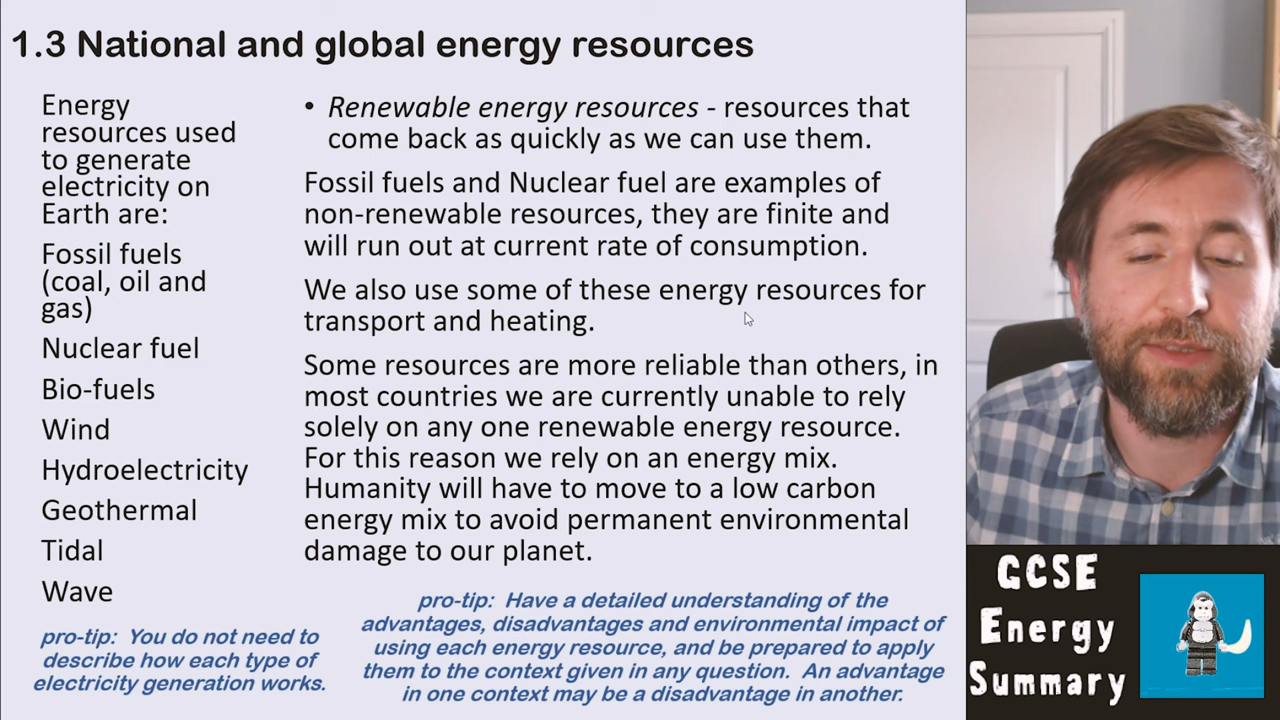 1.3 National and global energy resources
Energy
resources used
to generate
electricity on
Earth are:
Fossil fuels
(coal, oil and
gas)
Nuclear fuel
Bio-fuels
Wind
Hydroelectricity
Geothermal
Tidal
Wave
pro-tip: You do not need to
describe how each type of
electricity generation works.
• Renewable energy resources - resources that
come back as quickly as we can use them.
Fossil fuels and Nuclear fuel are examples of
non-renewable resources, they are finite and
will run out at current rate of consumption.
We also use some of these energy resources for
transport and heating.
Some resources are more reliable than others, in
most countries we are currently unable to rely
solely on any one renewable energy resource.
For this reason we rely on an energy mix.
Humanity will have to move to a low carbon
energy mix to avoid permanent environmental
damage to our planet.
pro-tip: Have a detailed understanding of the
advantages, disadvantages and environmental impact of
using each energy resource, and be prepared to apply
them to the context given in any question. An advantage
in one context may be a disadvantage in another.
GCSE
Energy
Summary